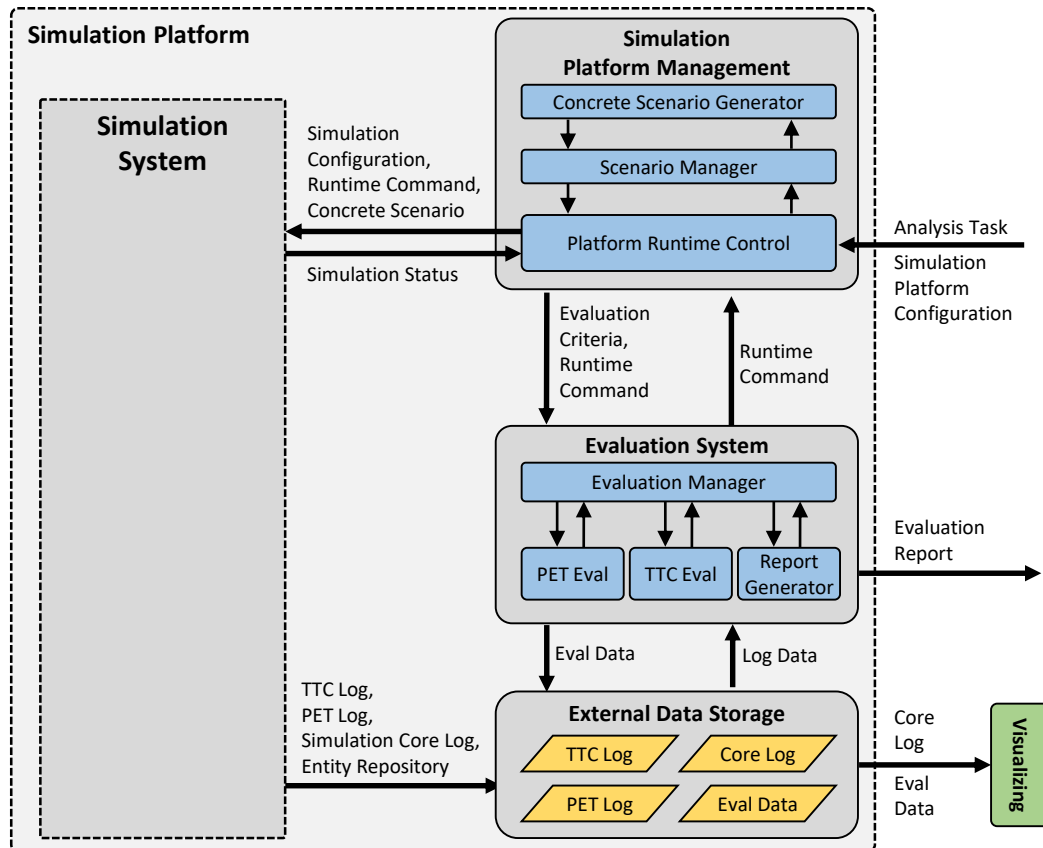 Simulation Platform
Simulation
Platform Management
Concrete Scenario Generator
Scenario Manager
Platform Runtime Control
Simulation
System
Simulation
Configuration,
Runtime Command,
Concrete Scenario
Simulation Status
Analysis Task
Simulation
Platform
Configuration
Evaluation
Criteria,
Runtime
Command
Runtime
Command
Evaluation System
Evaluation Manager
PET Eval
TTC Eval
Report
Generator
Evaluation
Report
Eval Data
Log Data
TTC Log,
PET Log,
Simulation Core Log,
Entity Repository
External Data Storage
TTC Log
Core Log
PET Log
Eval Data
Core
Log
Eval
Data
Visualizing